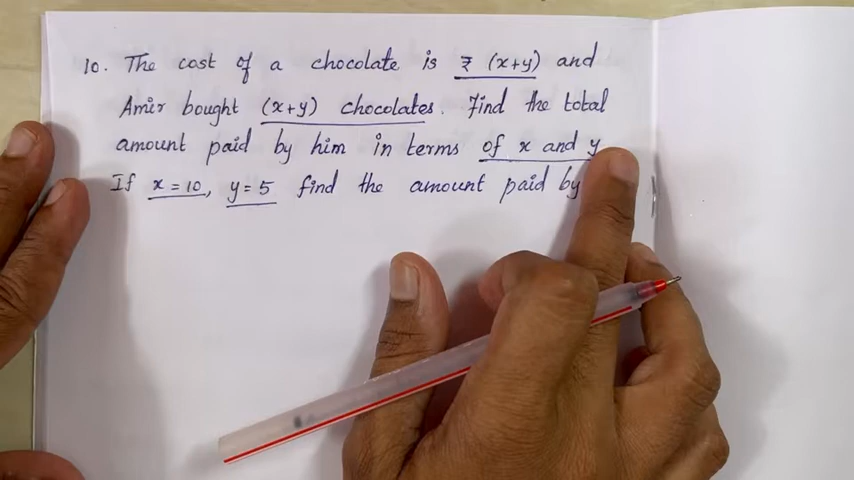 10. The cost of a chocolate is ₹ (x+y) and
Amir bought (x+y) chocolates. Find the total
amount paid by him in terms of x and y
If x = 10, y = 5 find the amount paid by